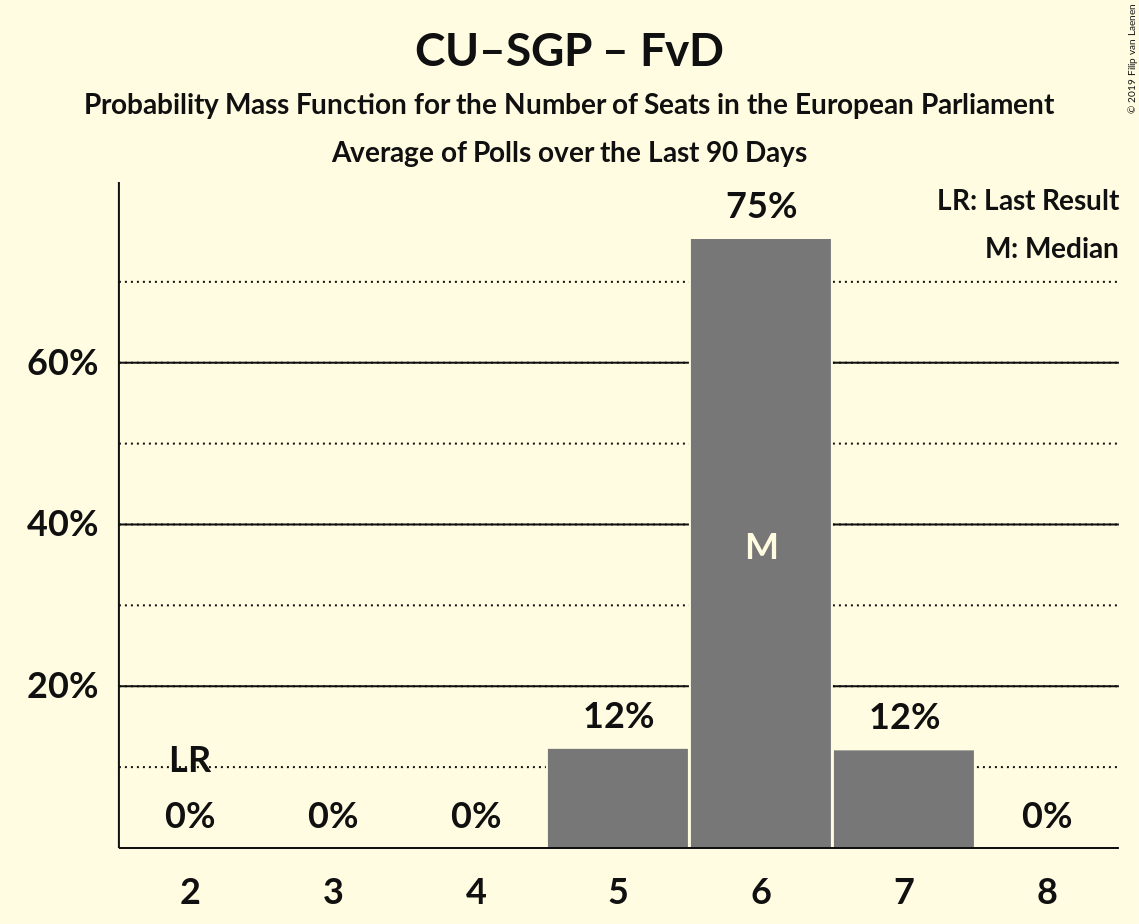 CU–SGP – FvD
Probability Mass Function for the Number of Seats in the European Parliament
Average of Polls over the Last 90 Days
© 2019 Filip van Laenen
LR: Last Result
M: Median
75%
60%
40%
M
20%
12%
12%
LR
0%
0%
0%
0%
2
3
4
5
6
7
8